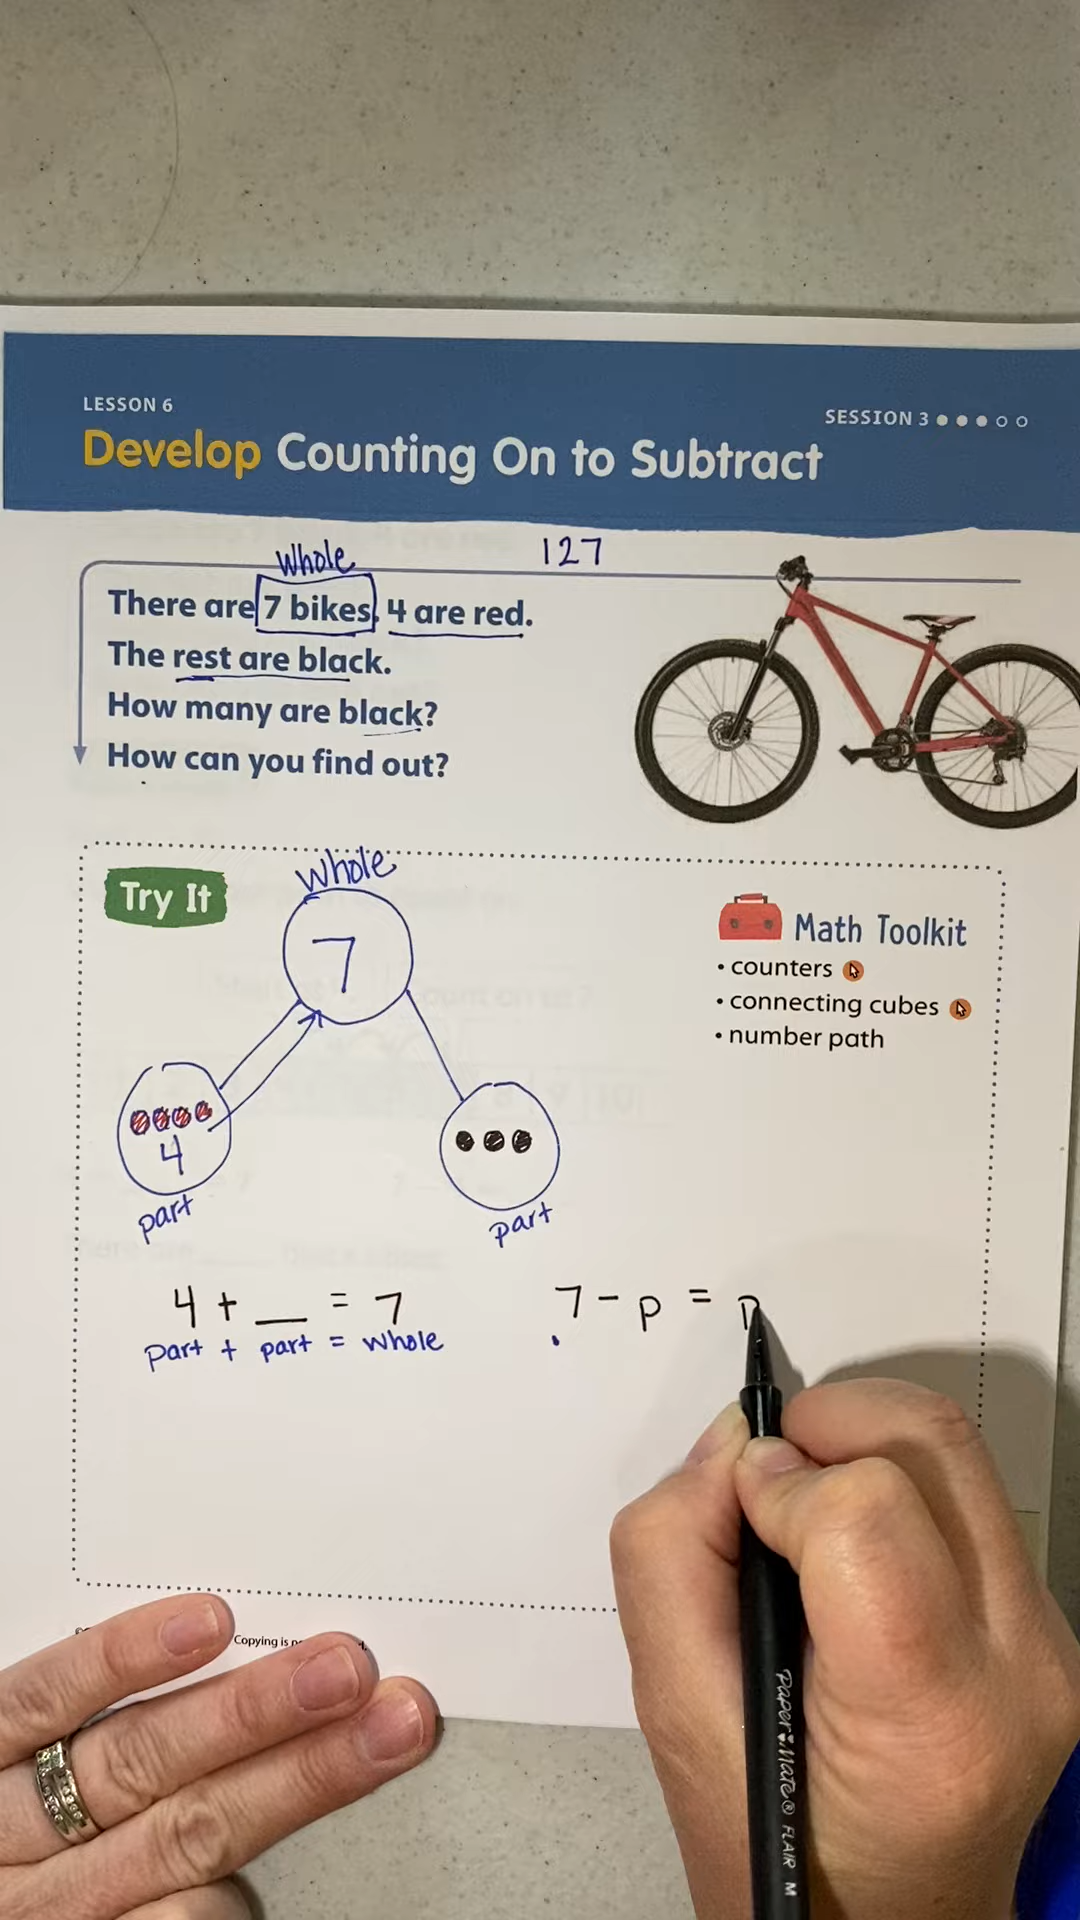 LESSON 6
SESSION 3
Develop Counting On to Subtract
whole
127
There are 7 bikes. 4 are red.
The rest are black.
How many are black?
How can you find out?
whole
Try It
7
Math Toolkit
• counters
• connecting cubes
• number path
4
part
part
4 + __ = 7
7 - p = p
part + part = whole
Copying is
Paper Mate® FLAIR M